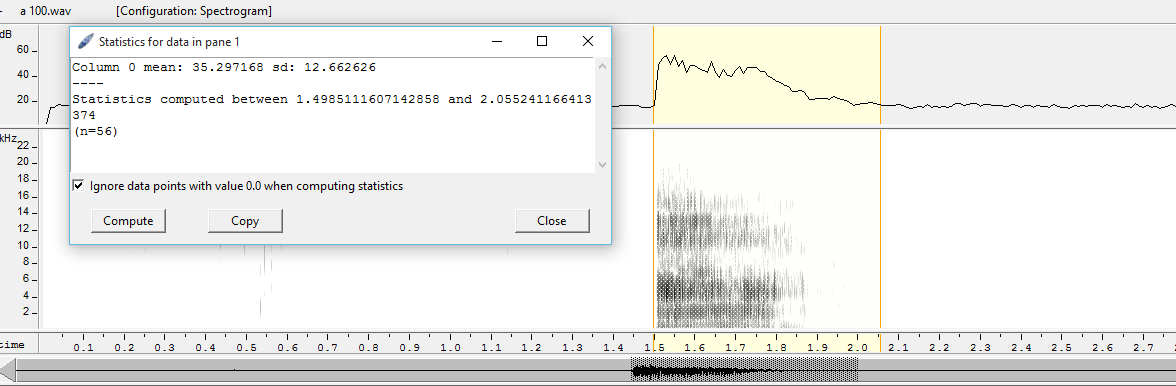 a 100.wav [Configuration: Spectrogram]
dB
Statistics for data in pane 1
60
40
20
Column 0 mean: 35.297168 sd: 12.662626
----
Statistics computed between 1.4985111607142858 and 2.055241166413
374
(n=56)
Ignore data points with value 0.0 when computing statistics
Compute Copy Close
kHz
22
20
18
16
14
12
10
8
6
4
2
time 0.1 0.2 0.3 0.4 0.5 0.6 0.7 0.8 0.9 1.0 1.1 1.2 1.3 1.4 1.5 1.6 1.7 1.8 1.9 2.0 2.1 2.2 2.3 2.4 2.5 2.6 2.7